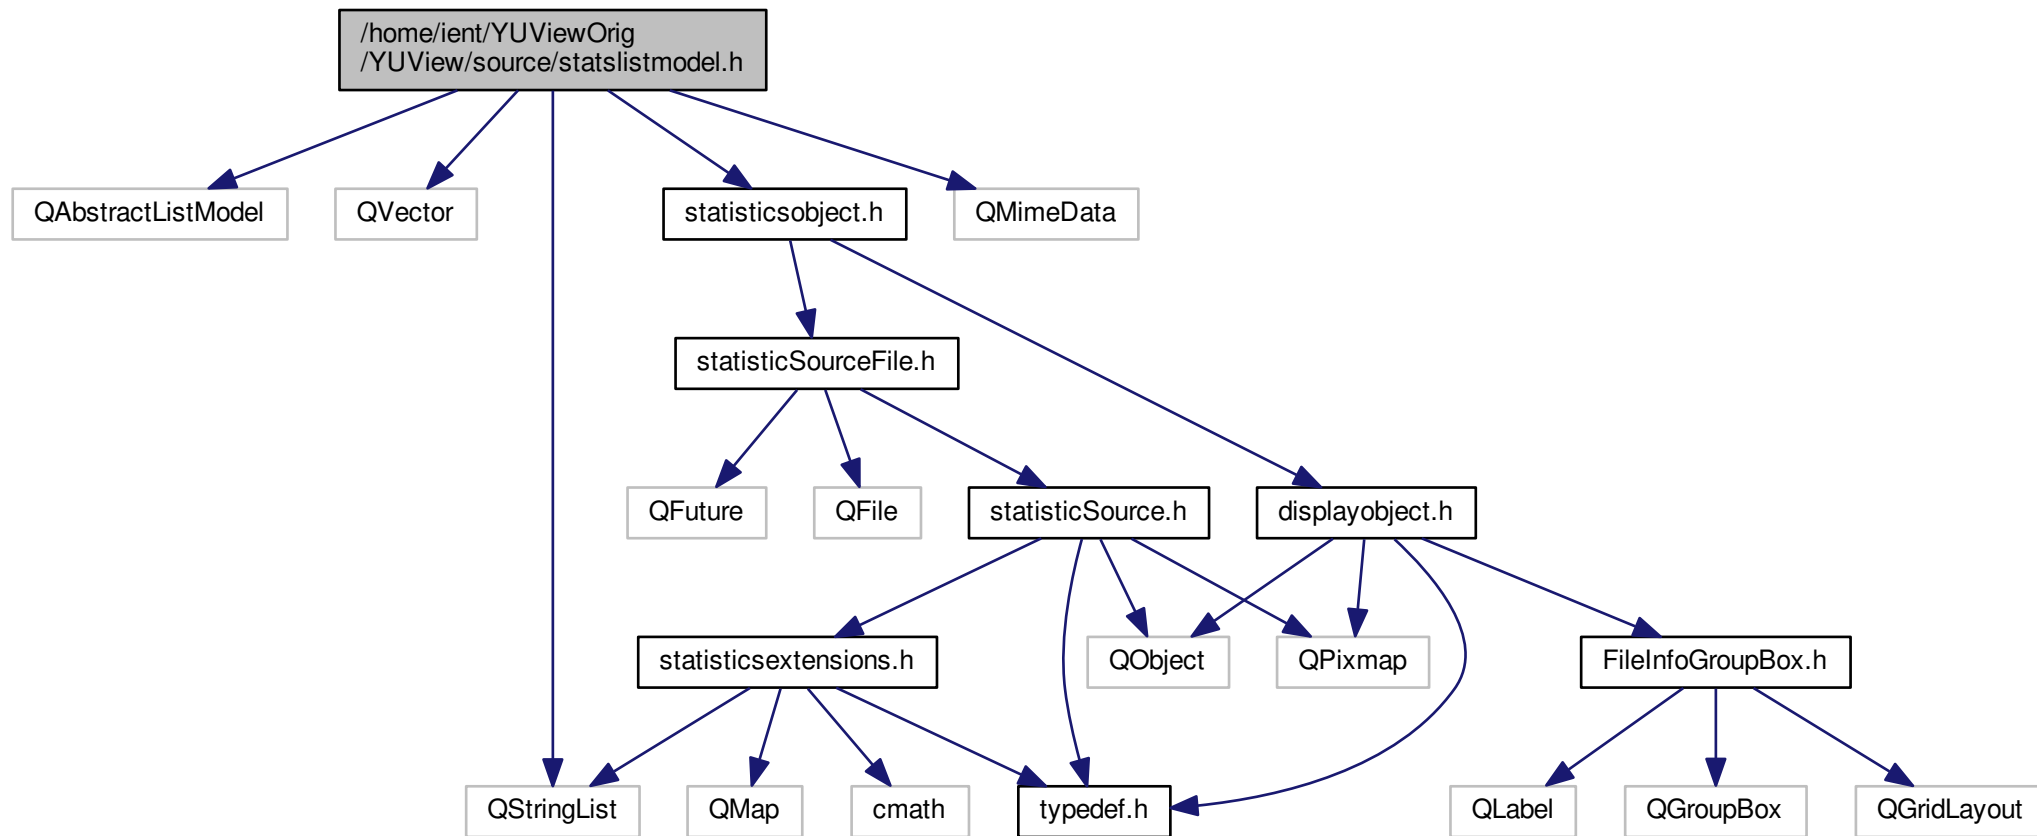 /home/ient/YUViewOrig
/YUView/source/statslistmodel.h
QAbstractListModel
QVector
statisticsobject.h
QMimeData
statisticSourceFile.h
QFuture
QFile
statisticSource.h
displayobject.h
statisticsextensions.h
QObject
QPixmap
FileInfoGroupBox.h
QStringList
QMap
cmath
typedef.h
QLabel
QGroupBox
QGridLayout